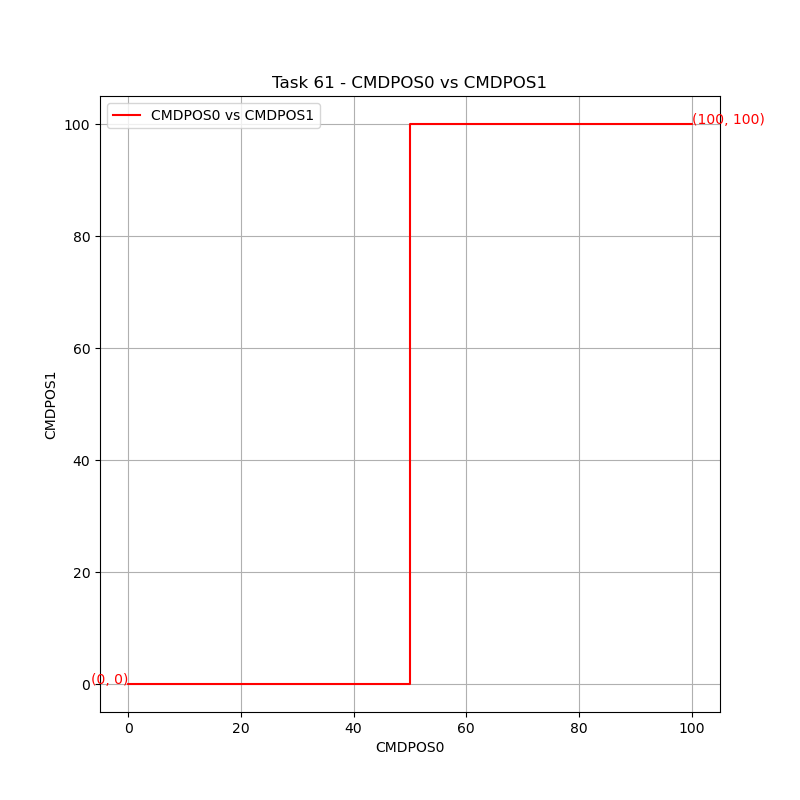 Task 61 - CMDPOS0 vs CMDPOS1
CMDPOS0 vs CMDPOS1
(100, 100)
100
80
60
40
20
0
(0, 0)
CMDPOS1
0 20 40 60 80 100
CMDPOS0